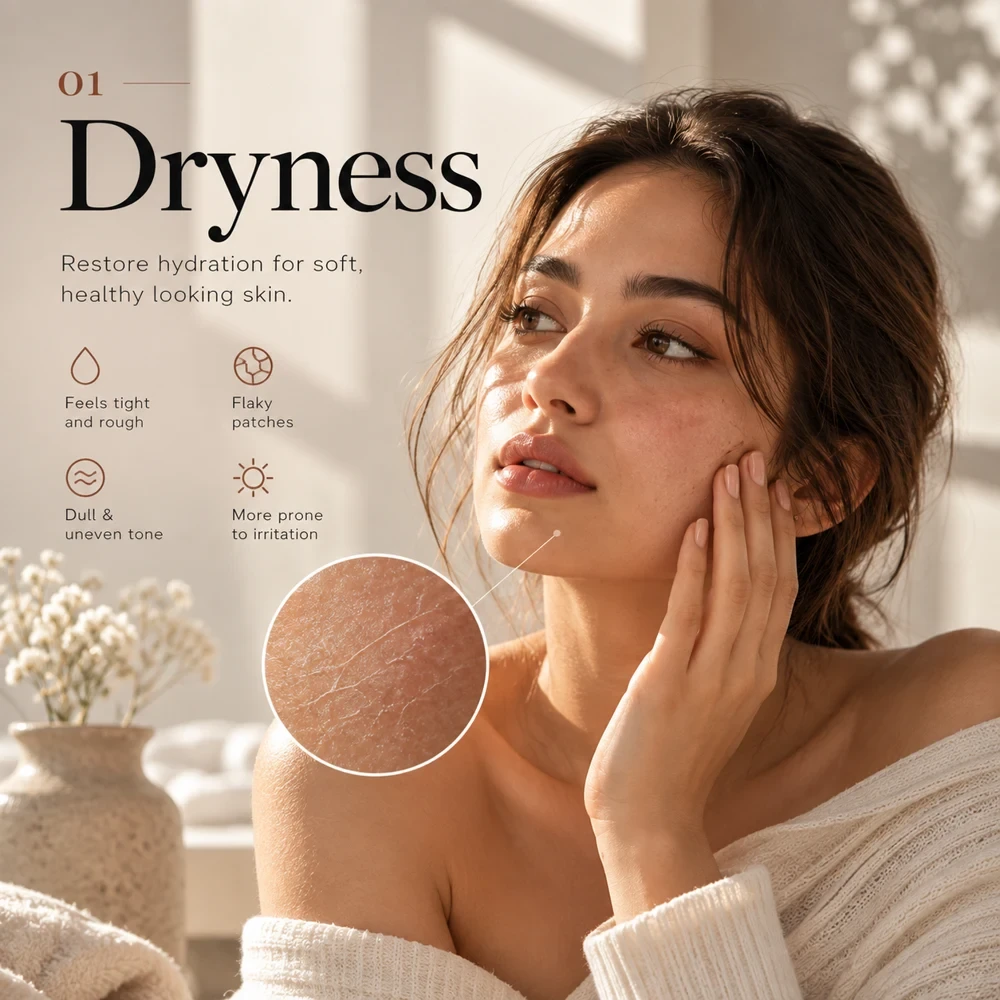 01
Dryness
Restore hydration for soft,
healthy looking skin.
Feels tight
and rough
Flaky
patches
Dull &
uneven tone
More prone
to irritation